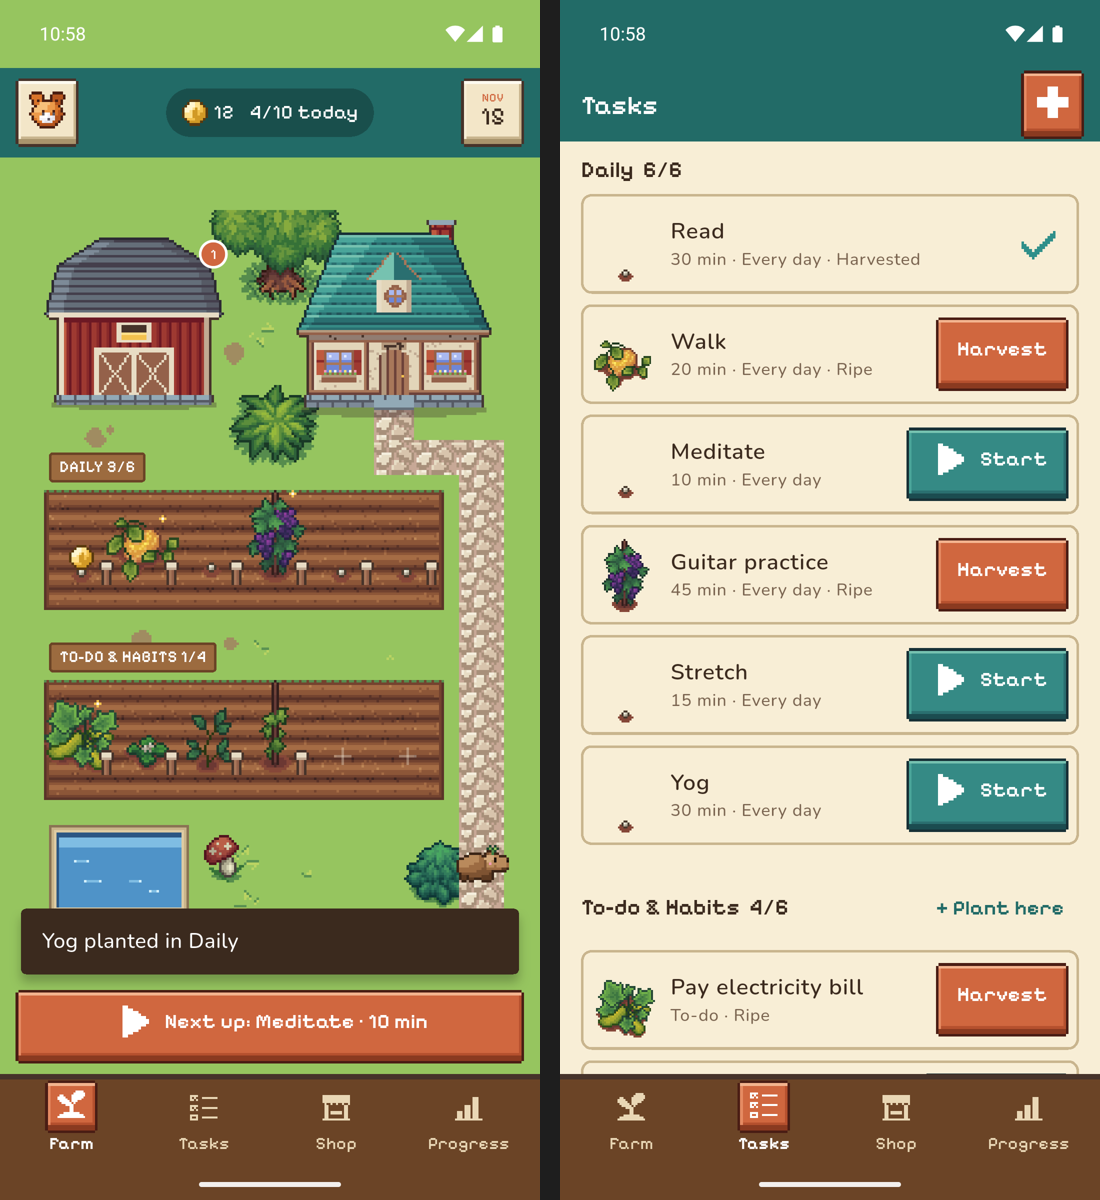 10:58
12 4/10 today
NOV
18
1
DAILY 3/6
TO-DO & HABITS 1/4
Yog planted in Daily
Next up: Meditate · 10 min
Farm
Tasks
Shop
Progress
10:58
Tasks
Daily 6/6
Read
30 min · Every day · Harvested
Walk
20 min · Every day · Ripe
Harvest
Meditate
10 min · Every day
Start
Guitar practice
45 min · Every day · Ripe
Harvest
Stretch
15 min · Every day
Start
Yog
30 min · Every day
Start
To-do & Habits 4/6
+ Plant here
Pay electricity bill
To-do · Ripe
Harvest
Farm
Tasks
Shop
Progress